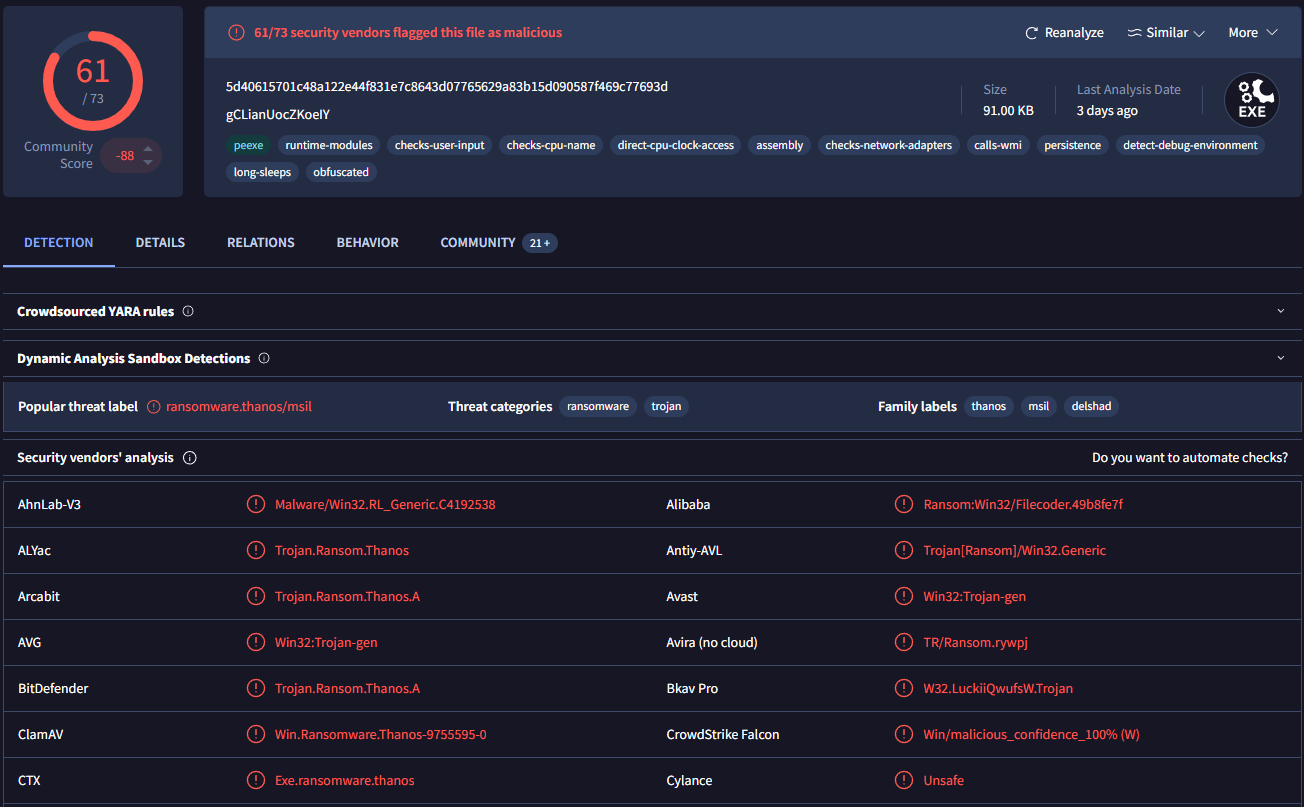 61
/ 73
Community Score -88
61/73 security vendors flagged this file as malicious
Reanalyze Similar More
5d40615701c48a122e44f831e7c8643d07765629a83b15d090587f469c77693d
gCLianUocZKoelY
Size
91.00 KB
Last Analysis Date
3 days ago
EXE
peexe runtime-modules checks-user-input checks-cpu-name direct-cpu-clock-access assembly checks-network-adapters calls-wmi persistence detect-debug-environment
long-sleeps obfuscated
DETECTION DETAILS RELATIONS BEHAVIOR COMMUNITY 21+
Crowdsourced YARA rules
Dynamic Analysis Sandbox Detections
Popular threat label ransomware.thanos/msil Threat categories ransomware trojan Family labels thanos msil delshad
Security vendors' analysis Do you want to automate checks?
AhnLab-V3 Malware/Win32.RL_Generic.C4192538 Alibaba Ransom:Win32/Filecoder.49b8fe7f
ALYac Trojan.Ransom.Thanos Antiy-AVL Trojan[Ransom]/Win32.Generic
Arcabit Trojan.Ransom.Thanos.A Avast Win32:Trojan-gen
AVG Win32:Trojan-gen Avira (no cloud) TR/Ransom.rywpj
BitDefender Trojan.Ransom.Thanos.A Bkav Pro W32.LuckiiQwufsW.Trojan
ClamAV Win.Ransomware.Thanos-9755595-0 CrowdStrike Falcon Win/malicious_confidence_100% (W)
CTX Exe.ransomware.thanos Cylance Unsafe